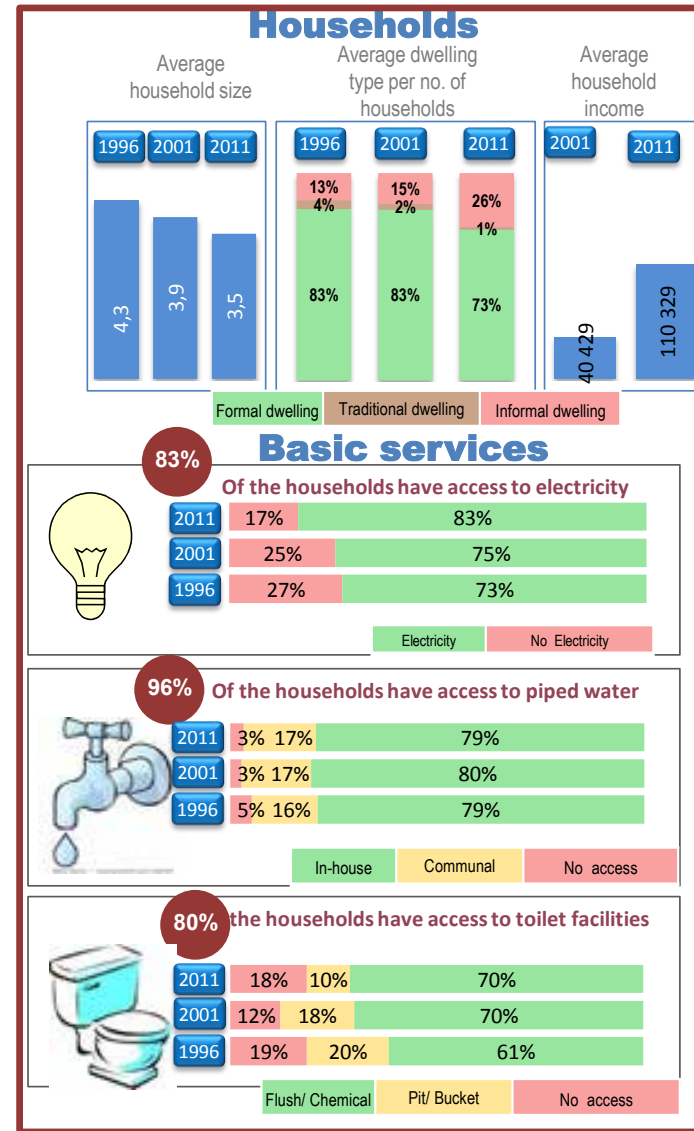 Households
Average
household size
Average dwelling
type per no. of
households
Average
household
income
1996 2001 2011
1996 2001 2011
2001 2011
4,3 3,9 3,5
13% 15% 26%
4% 2% 1%
83% 83% 73%
40 429 110 329
Formal dwelling Traditional dwelling Informal dwelling
Basic services
83%
Of the households have access to electricity
2011 17% 83%
2001 25% 75%
1996 27% 73%
Electricity No Electricity
96%
Of the households have access to piped water
2011 3% 17% 79%
2001 3% 17% 80%
1996 5% 16% 79%
In-house Communal No access
80%
the households have access to toilet facilities
2011 18% 10% 70%
2001 12% 18% 70%
1996 19% 20% 61%
Flush/ Chemical Pit/ Bucket No access